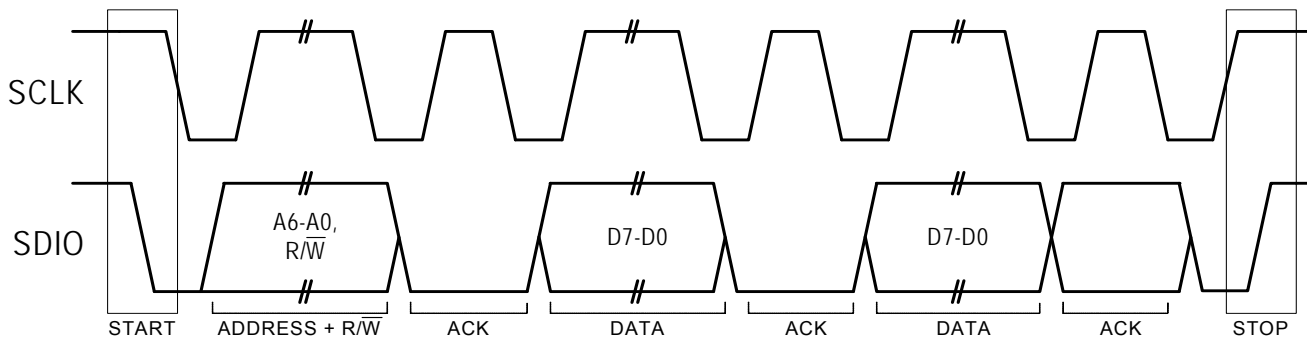 SCLK
SDIO
A6-A0,
R/W̅
D7-D0
D7-D0
START
ADDRESS + R/W̅
ACK
DATA
ACK
DATA
ACK
STOP